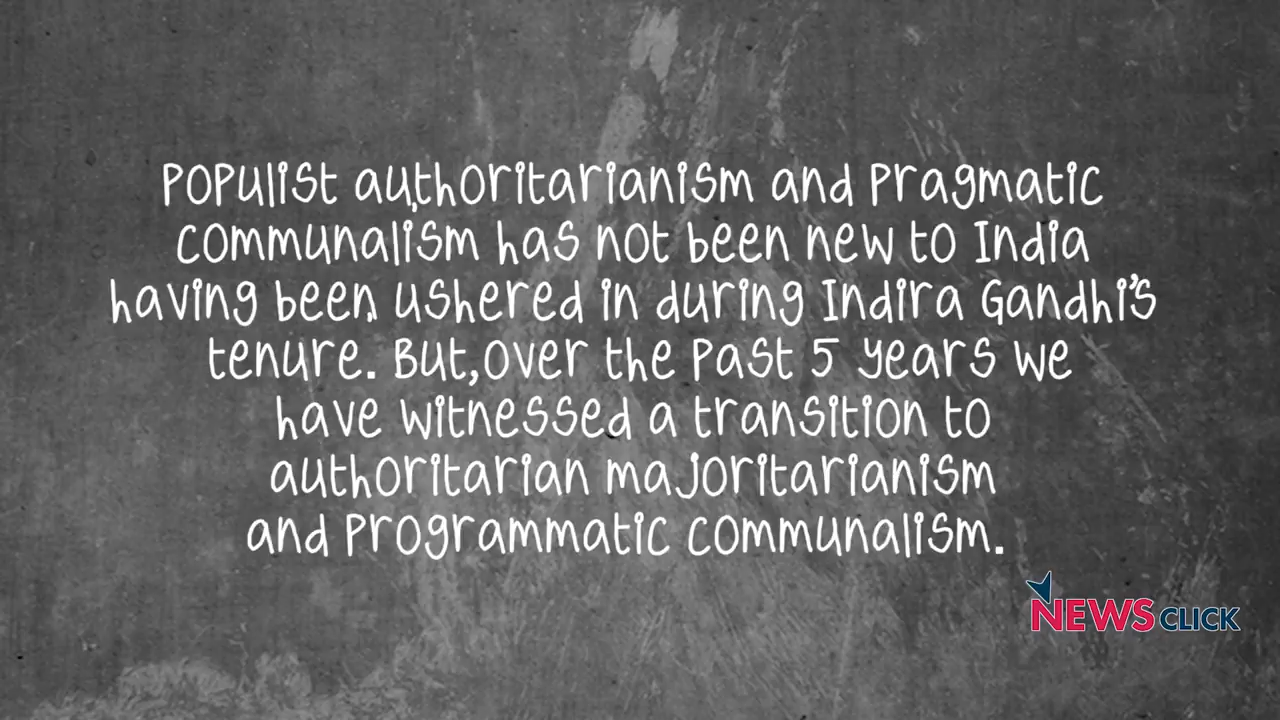 Populist authoritarianism and Pragmatic
communalism has not been new to India
having been ushered in during Indira Gandhi's
tenure. But,over the Past 5 years we
have witnessed a transition to
authoritarian majoritarianism
and Programmatic communalism.
NEWSCLICK